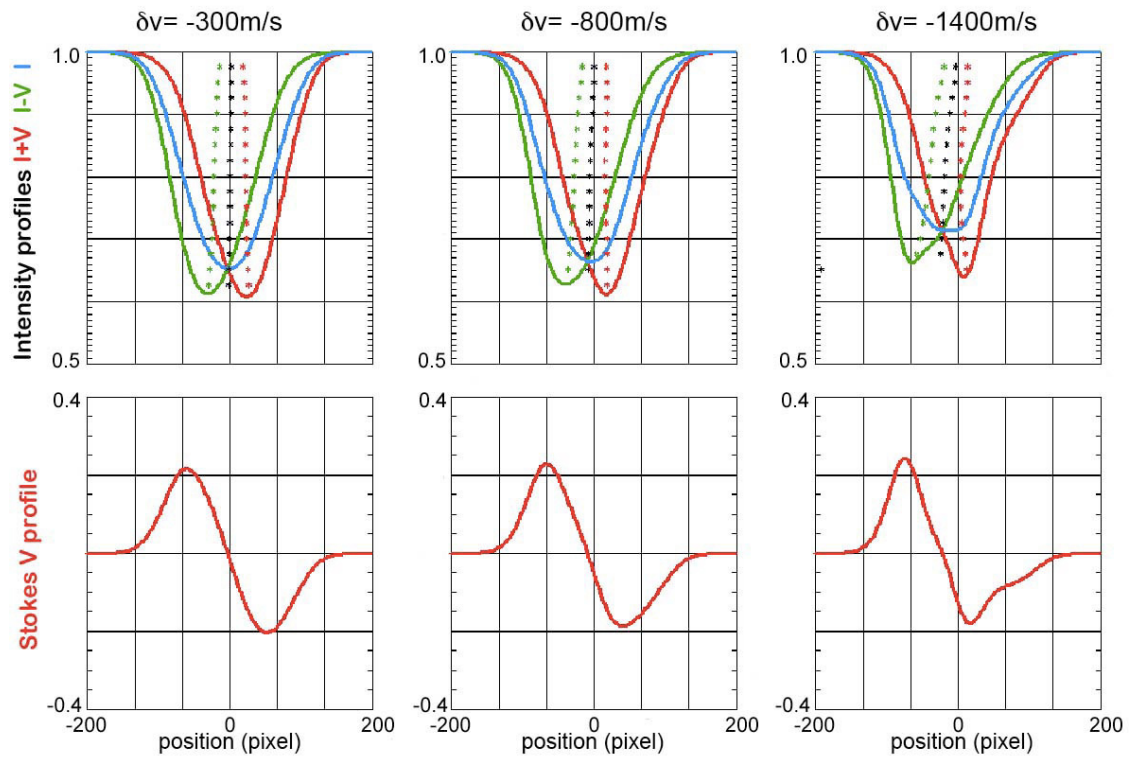 δv= -300m/s
δv= -800m/s
δv= -1400m/s
Intensity profiles I+V I-V I
1.0
0.5
1.0
0.5
1.0
0.5
Stokes V profile
0.4
-0.4
0.4
-0.4
0.4
-0.4
-200 0 200
-200 0 200
-200 0 200
position (pixel)
position (pixel)
position (pixel)